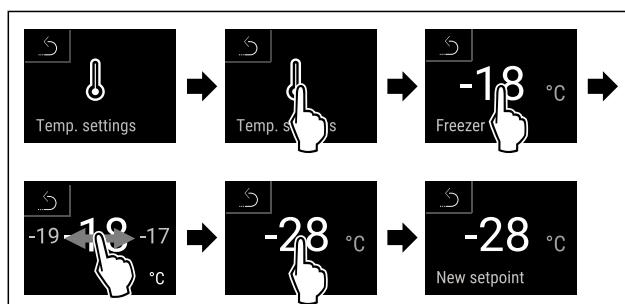 Temp. settings
Temp. s s
-18 °C
Freezer
-19 -18 -17
°C
-28 °C
-28 °C
New setpoint